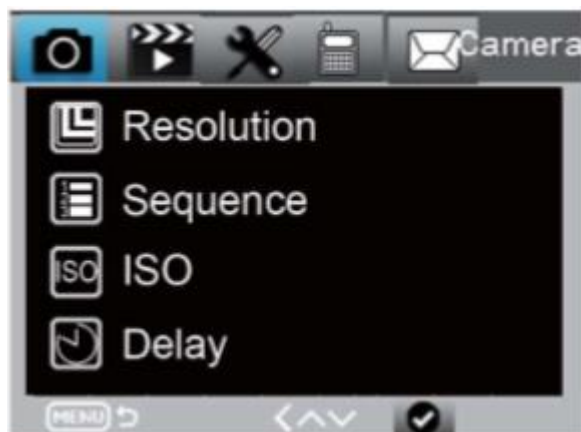 Camera
Resolution
Sequence
ISO ISO
Delay
MENU